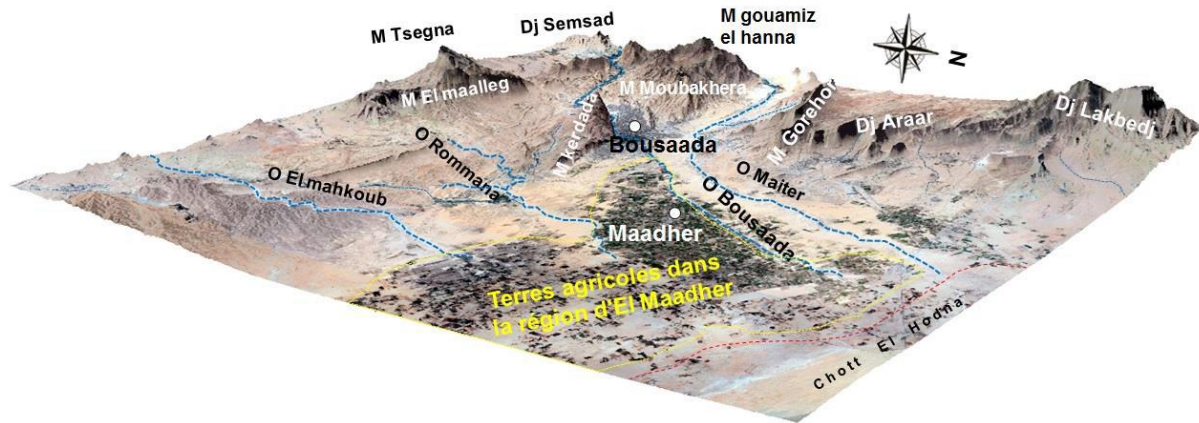 M Tsegna
Dj Semsad
M gouamiz
el hanna
N
M El maalleg
M Moubakhera
M kerdada
M Gorehor
Dj Araar
Dj Lakbedj
Bousaada
O Rommana
O Elmahkoub
O Maiter
O Bousaada
Maadher
Terres agricoles dans
la région d'El Maadher
Chott El Hodna